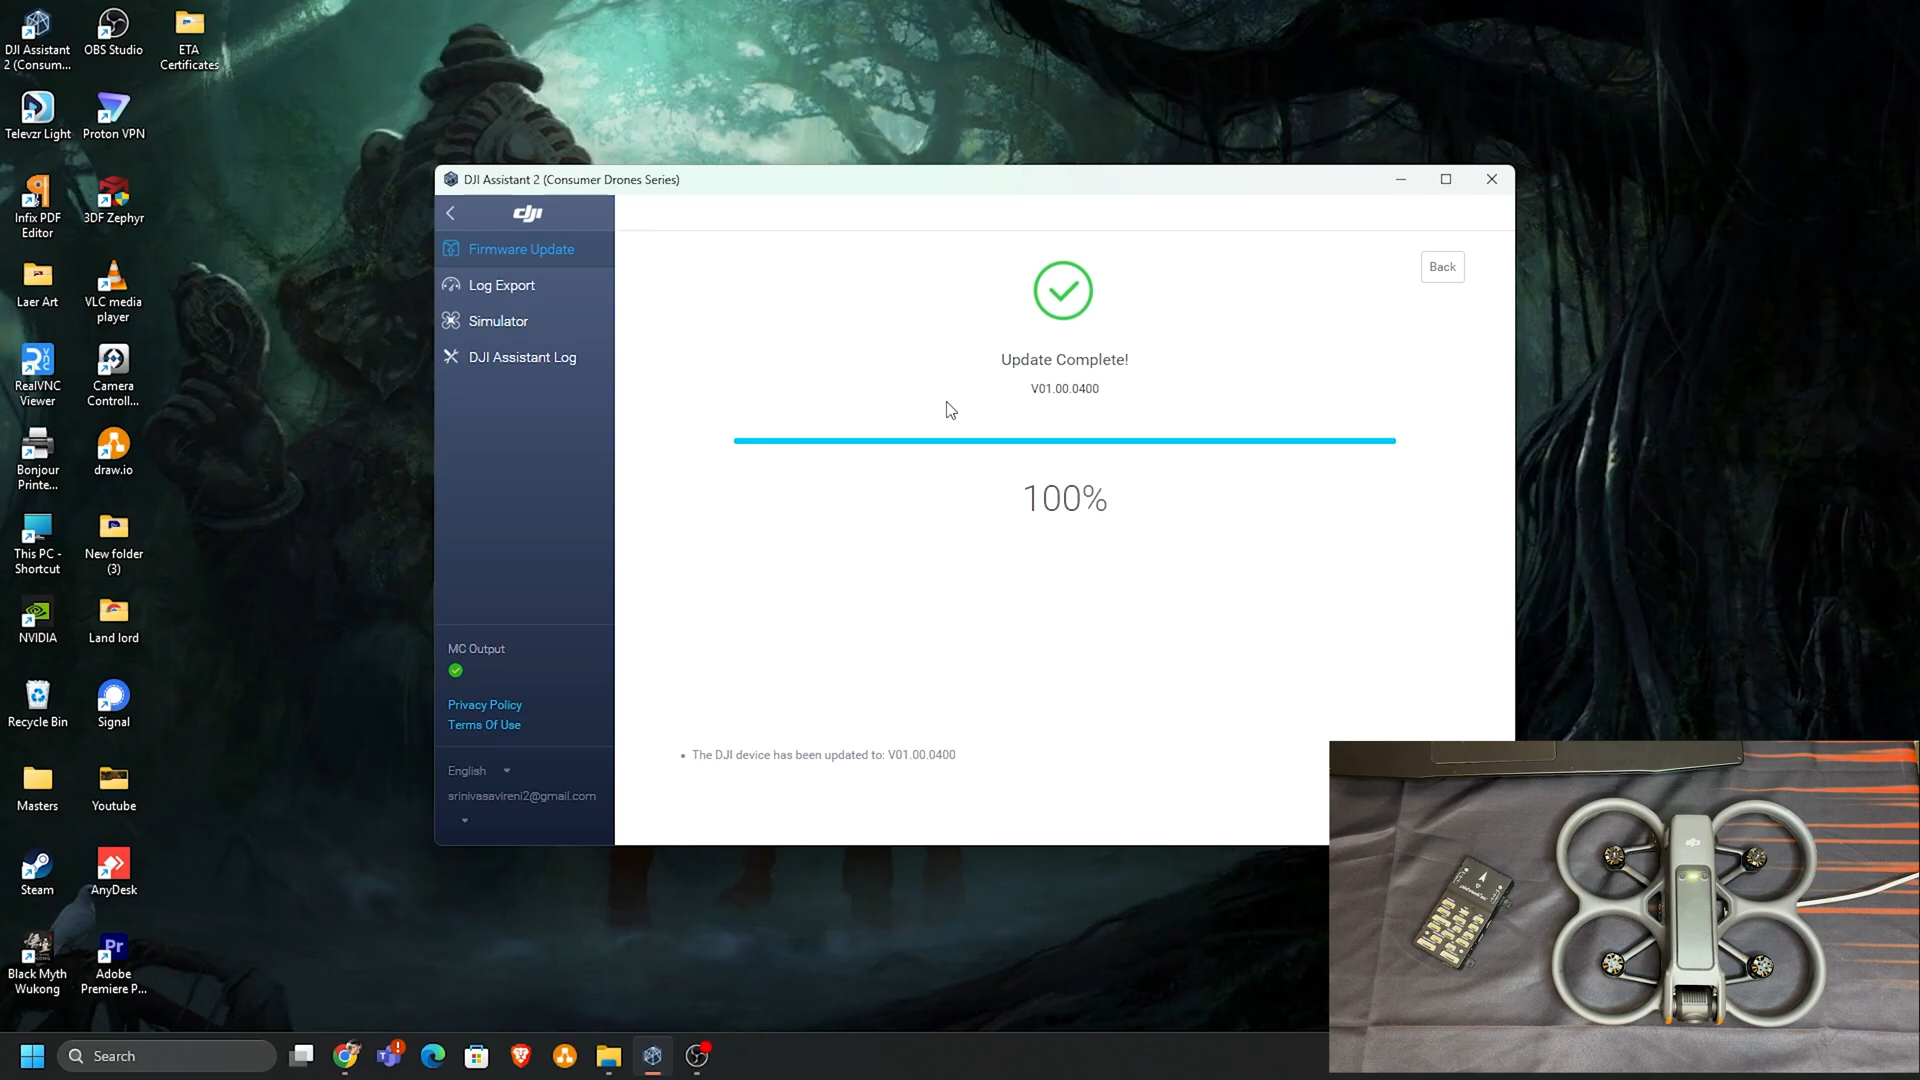 DJI Assistant
2 (Consum...
OBS Studio
ETA
Certificates
Televzr Light
Proton VPN
Infix PDF
Editor
3DF Zephyr
Laer Art
VLC media
player
RealVNC
Viewer
Camera
Controll...
Bonjour
Printe...
draw.io
This PC -
Shortcut
New folder
(3)
NVIDIA
Land lord
Recycle Bin
Signal
Masters
Youtube
Steam
AnyDesk
Black Myth
Wukong
Adobe
Premiere P...
DJI Assistant 2 (Consumer Drones Series)
dji
Firmware Update
Log Export
Simulator
DJI Assistant Log
MC Output
Privacy Policy
Terms Of Use
English
srinivasavireni2@gmail.com
Back
Update Complete!
V01.00.0400
100%
• The DJI device has been updated to: V01.00.0400
Search